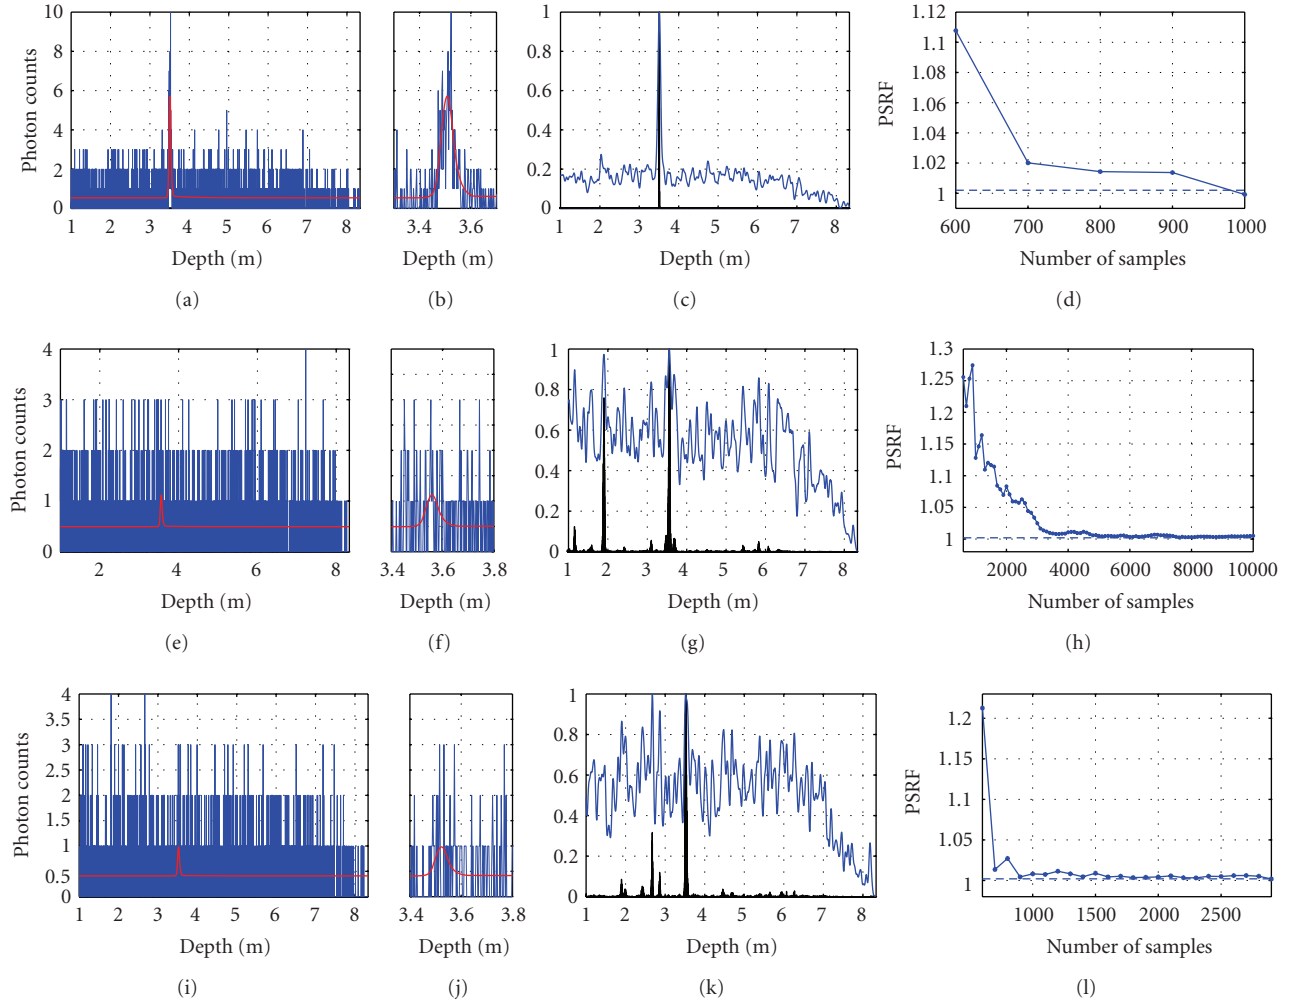 10
8
6
4
2
0
Photon counts
1 2 3 4 5 6 7 8
Depth (m)
(a)
3.4 3.6
Depth (m)
(b)
1
0.8
0.6
0.4
0.2
0
1 2 3 4 5 6 7 8
Depth (m)
(c)
1.12
1.1
1.08
1.06
1.04
1.02
1
PSRF
600 700 800 900 1000
Number of samples
(d)
4
3
2
1
0
Photon counts
2 4 6 8
Depth (m)
(e)
3.4 3.6 3.8
Depth (m)
(f)
1
0.8
0.6
0.4
0.2
0
1 2 3 4 5 6 7 8
Depth (m)
(g)
1.3
1.25
1.2
1.15
1.1
1.05
1
PSRF
2000 4000 6000 8000 10000
Number of samples
(h)
4
3.5
3
2.5
2
1.5
1
0.5
0
Photon counts
1 2 3 4 5 6 7 8
Depth (m)
(i)
3.4 3.6 3.8
Depth (m)
(j)
1
0.8
0.6
0.4
0.2
0
1 2 3 4 5 6 7 8
Depth (m)
(k)
1.2
1.15
1.1
1.05
1
PSRF
1000 1500 2000 2500
Number of samples
(l)